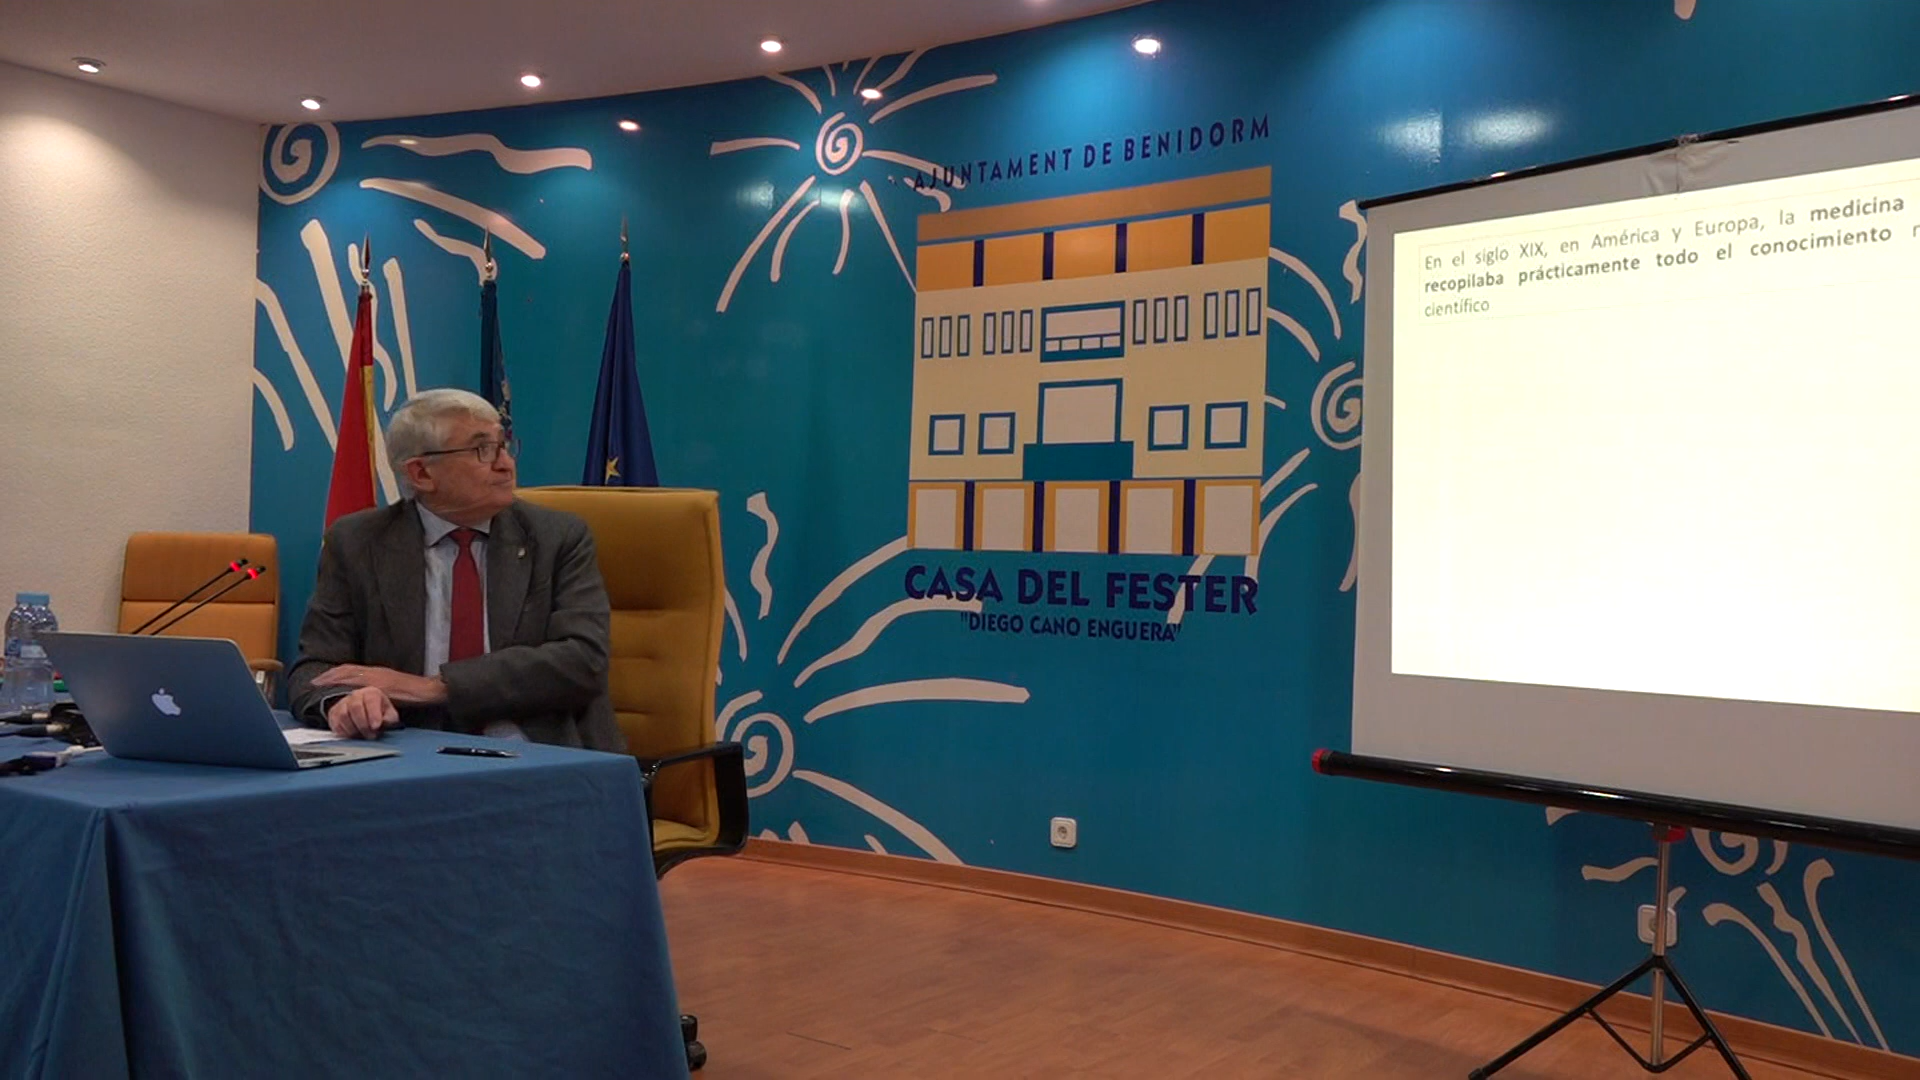 AJUNTAMENT DE BENIDORM
CASA DEL FESTER
"DIEGO CANO ENGUERA"
En el siglo XIX, en América y Europa, la medicina
recopilaba prácticamente todo el conocimiento
científico